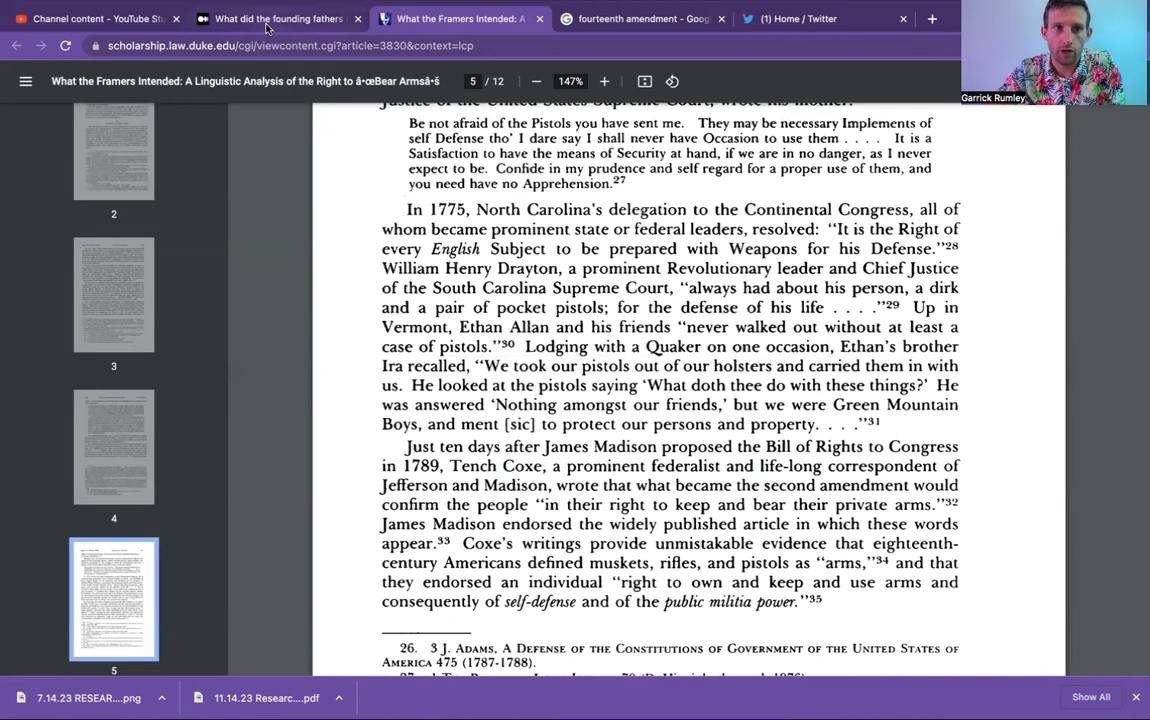 Channel content - YouTube Stu
What did the founding fathers
What the Framers Intended: A
fourteenth amendment - Goog
(1) Home / Twitter
scholarship.law.duke.edu/cgi/viewcontent.cgi?article=3830&context=lcp
What the Framers Intended: A Linguistic Analysis of the Right to â•œBear Armsâ•š
5 / 12
147%
Garrick Rumley
Justice of the United States Supreme Court, wrote his mother:
Be not afraid of the Pistols you have sent me. They may be necessary Implements of
self Defense tho' I dare say I shall never have Occasion to use them . . . . It is a
Satisfaction to have the means of Security at hand, if we are in no danger, as I never
expect to be. Confide in my prudence and self regard for a proper use of them, and
you need have no Apprehension.27
In 1775, North Carolina's delegation to the Continental Congress, all of
whom became prominent state or federal leaders, resolved: "It is the Right of
every English Subject to be prepared with Weapons for his Defense."28
William Henry Drayton, a prominent Revolutionary leader and Chief Justice
of the South Carolina Supreme Court, "always had about his person, a dirk
and a pair of pocket pistols; for the defense of his life . . . ."29 Up in
Vermont, Ethan Allan and his friends "never walked out without at least a
case of pistols."30 Lodging with a Quaker on one occasion, Ethan's brother
Ira recalled, "We took our pistols out of our holsters and carried them in with
us. He looked at the pistols saying 'What doth thee do with these things?' He
was answered 'Nothing amongst our friends,' but we were Green Mountain
Boys, and ment [sic] to protect our persons and property. . . ."31
Just ten days after James Madison proposed the Bill of Rights to Congress
in 1789, Tench Coxe, a prominent federalist and life-long correspondent of
Jefferson and Madison, wrote that what became the second amendment would
confirm the people "in their right to keep and bear their private arms."32
James Madison endorsed the widely published article in which these words
appear.33 Coxe's writings provide unmistakable evidence that eighteenth-
century Americans defined muskets, rifles, and pistols as "arms,"34 and that
they endorsed an individual "right to own and keep and use arms and
consequently of self-defense and of the public militia power."35
26. 3 J. ADAMS, A DEFENSE OF THE CONSTITUTIONS OF GOVERNMENT OF THE UNITED STATES OF
AMERICA 475 (1787-1788).
2
3
4
5
7.14.23 RESEAR....png
11.14.23 Researc....pdf
Show All